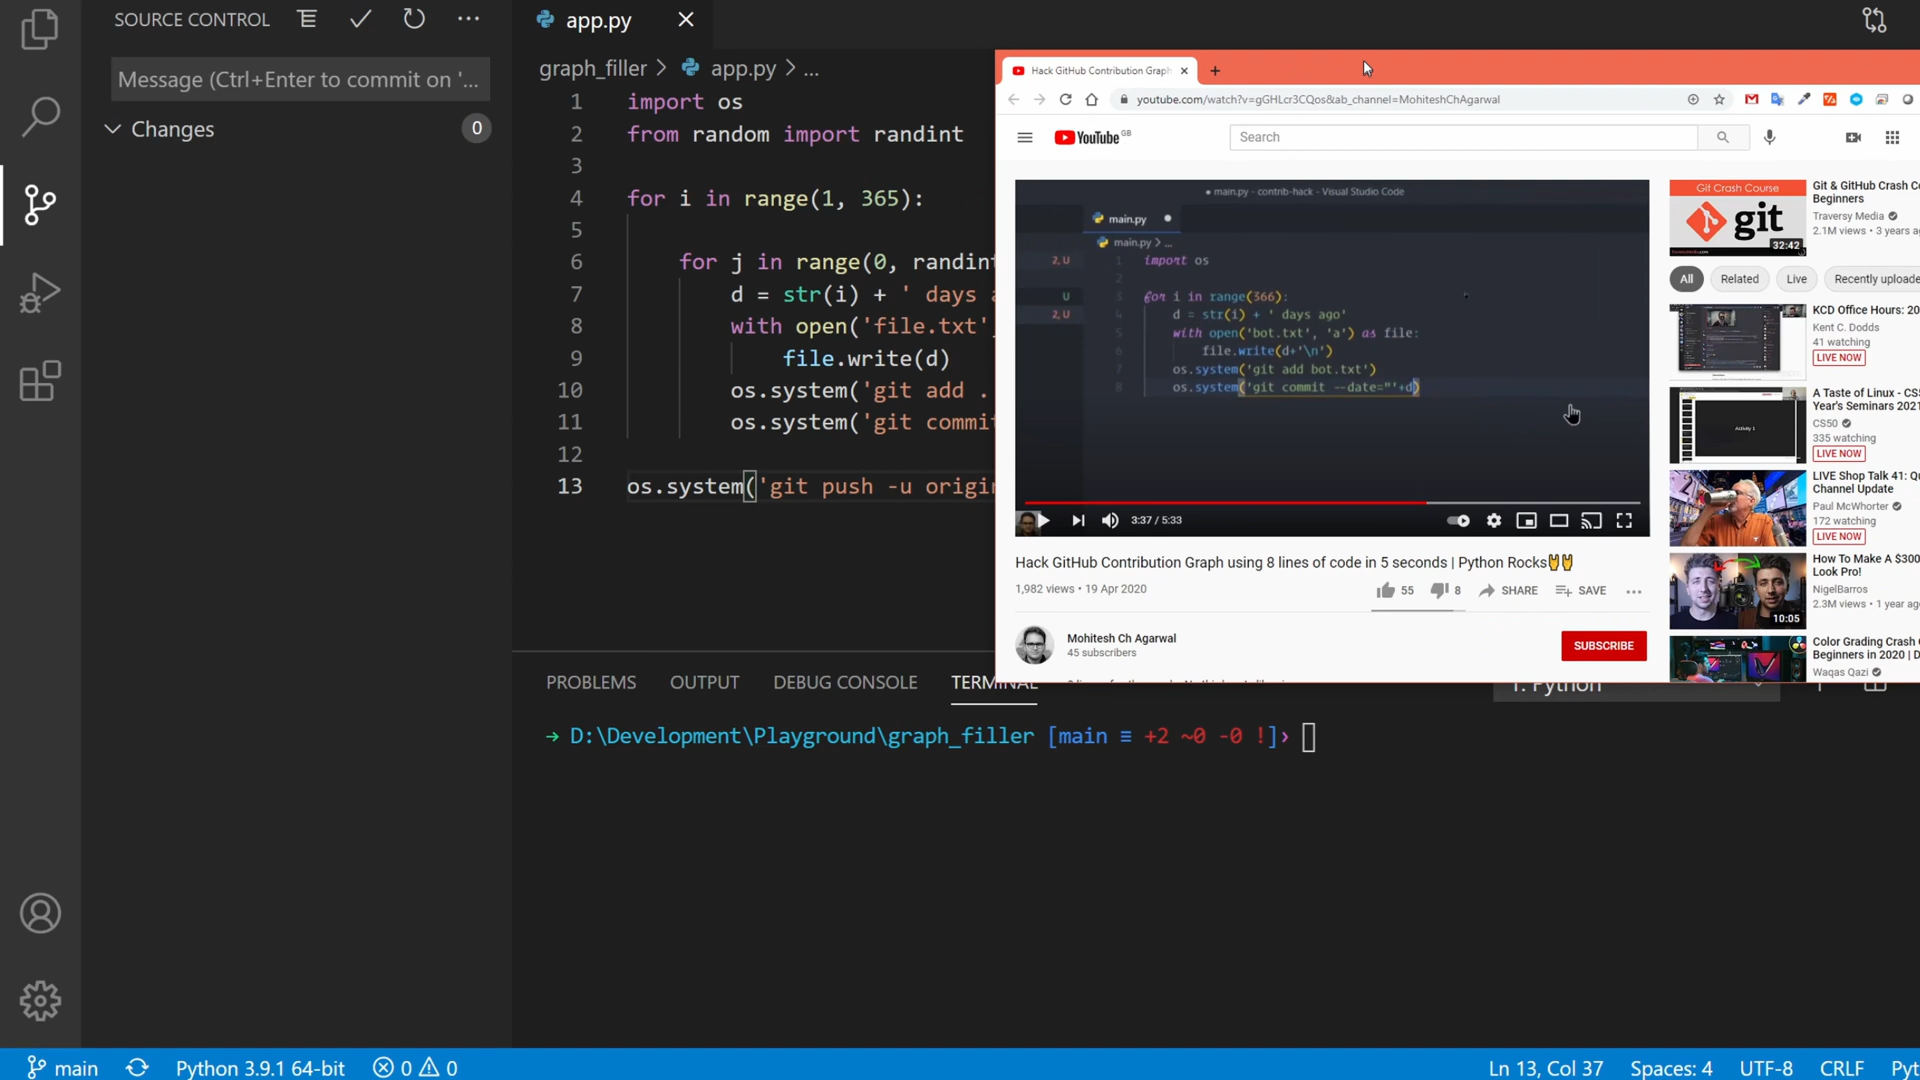 SOURCE CONTROL
Message (Ctrl+Enter to commit on '...
Changes
0
app.py
graph_filler > app.py > ...
1 import os
2 from random import randint
3
4 for i in range(1, 365):
5
6 for j in range(0, randint
7 d = str(i) + ' days a
8 with open('file.txt',
9 file.write(d)
10 os.system('git add .
11 os.system('git commit
12
13 os.system('git push -u origin
Hack GitHub Contribution Graph
youtube.com/watch?v=gGHLcr3CQos&ab_channel=MohiteshChAgarwal
YouTube GB
Search
• main.py - contrib-hack - Visual Studio Code
main.py
main.py > ...
1 import os
2
3 for i in range(366):
4 d = str(i) + ' days ago'
5 with open('bot.txt', 'a') as file:
6 file.write(d+'\n')
7 os.system('git add bot.txt')
8 os.system('git commit --date="'+d)
2, U
U
2, U
3:37 / 5:33
Hack GitHub Contribution Graph using 8 lines of code in 5 seconds | Python Rocks🤘🤘
1,982 views • 19 Apr 2020
55
8
SHARE
SAVE
Mohitesh Ch Agarwal
45 subscribers
SUBSCRIBE
Git Crash Course
git
32:42
Git & GitHub Crash Co
Beginners
Traversy Media
2.1M views • 3 years ago
All
Related
Live
Recently uploade
KCD Office Hours: 20
Kent C. Dodds
41 watching
LIVE NOW
Activity 1
A Taste of Linux - CS5
Year's Seminars 2021
CS50
335 watching
LIVE NOW
LIVE Shop Talk 41: Qu
Channel Update
Paul McWhorter
172 watching
LIVE NOW
10:05
How To Make A $300
Look Pro!
NigelBarros
2.3M views • 1 year ago
Color Grading Crash C
Beginners in 2020 | D
Waqas Qazi
PROBLEMS
OUTPUT
DEBUG CONSOLE
TERMINAL
1: Python
→ D:\Development\Playground\graph_filler [main ≡ +2 ~0 -0 !]›
main
Python 3.9.1 64-bit
0
0
Ln 13, Col 37
Spaces: 4
UTF-8
CRLF
Pyt